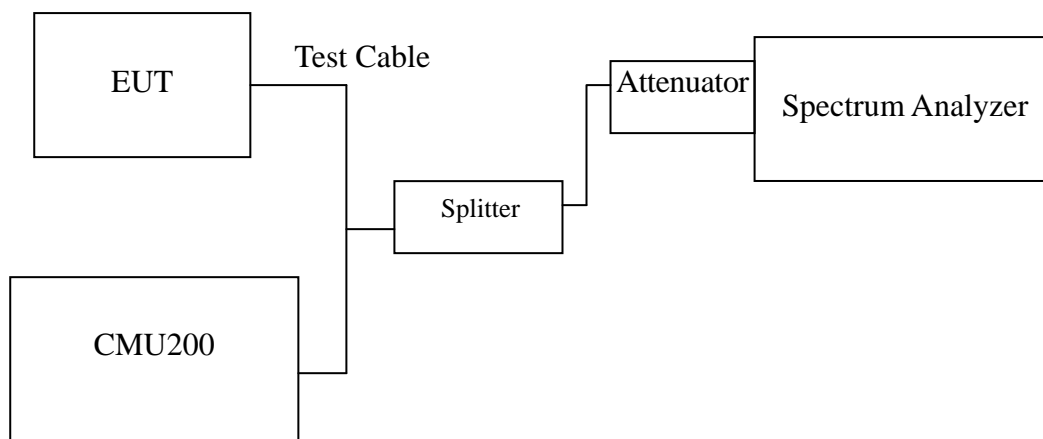 EUT
Test Cable
Attenuator
Spectrum Analyzer
Splitter
CMU200